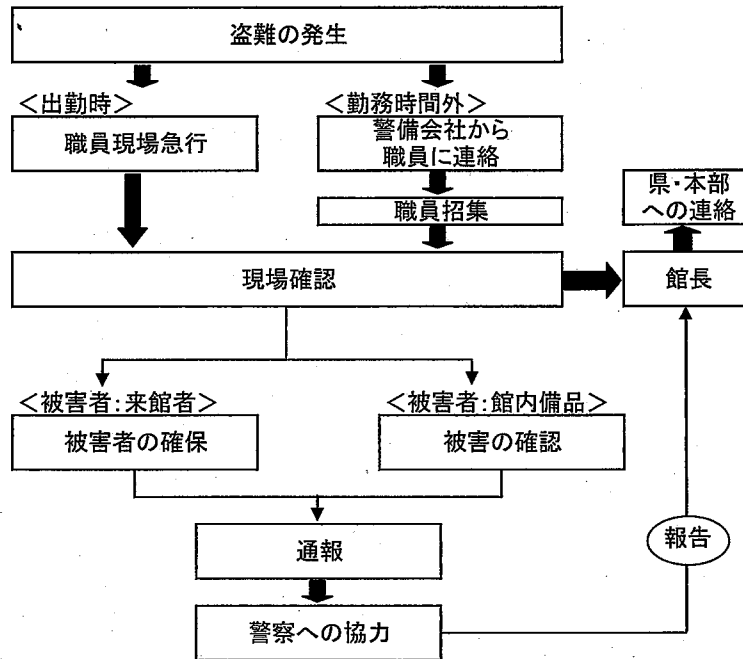 盗難の発生
＜出勤時＞
職員現場急行
＜勤務時間外＞
警備会社から
職員に連絡
職員招集
県・本部
への連絡
現場確認
館長
＜被害者：来館者＞
被害者の確保
＜被害者：館内備品＞
被害の確認
通報
報告
警察への協力